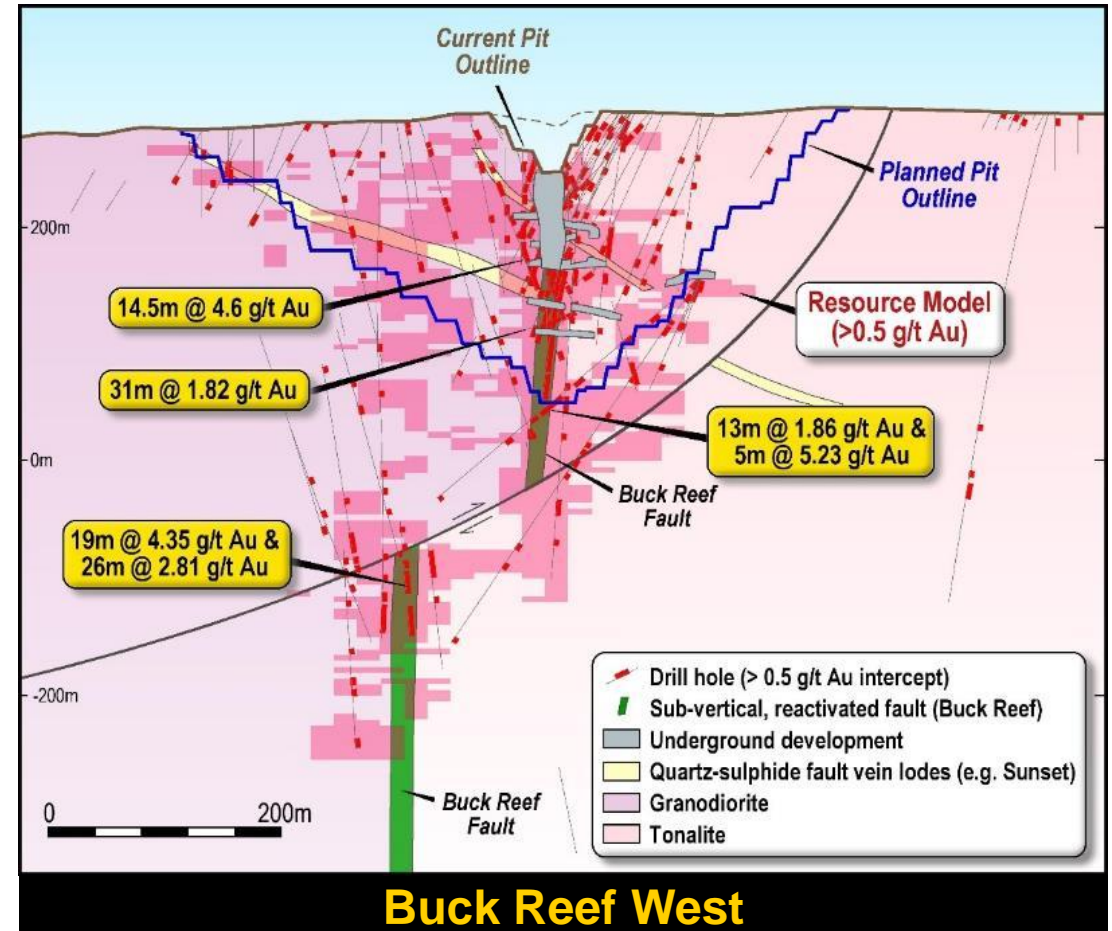 Current Pit
Outline
Planned Pit
Outline
200m
14.5m @ 4.6 g/t Au
Resource Model
(>0.5 g/t Au)
31m @ 1.82 g/t Au
13m @ 1.86 g/t Au &
5m @ 5.23 g/t Au
0m
Buck Reef
Fault
19m @ 4.35 g/t Au &
26m @ 2.81 g/t Au
-200m
Drill hole (> 0.5 g/t Au intercept)
Sub-vertical, reactivated fault (Buck Reef)
Underground development
Quartz-sulphide fault vein lodes (e.g. Sunset)
Granodiorite
Tonalite
0 200m
Buck Reef
Fault
Buck Reef West